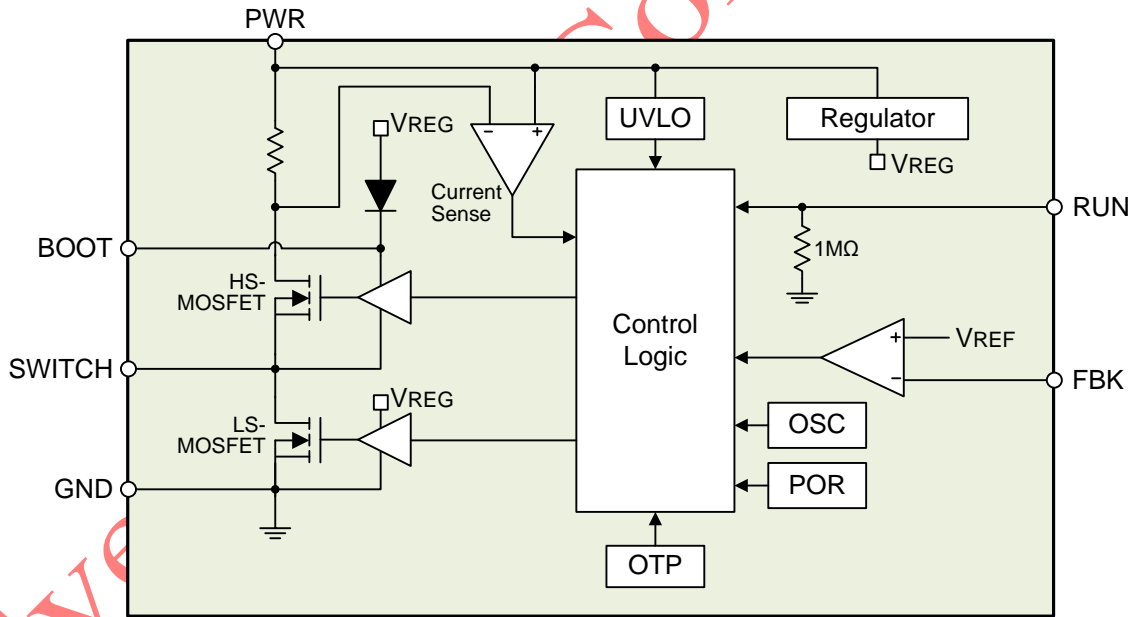 PWR
UVLO
Regulator
VREG
VREG
Current
Sense
RUN
BOOT
1MΩ
HS-
MOSFET
Control
Logic
VREF
SWITCH
FBK
VREG
LS-
MOSFET
OSC
GND
POR
OTP